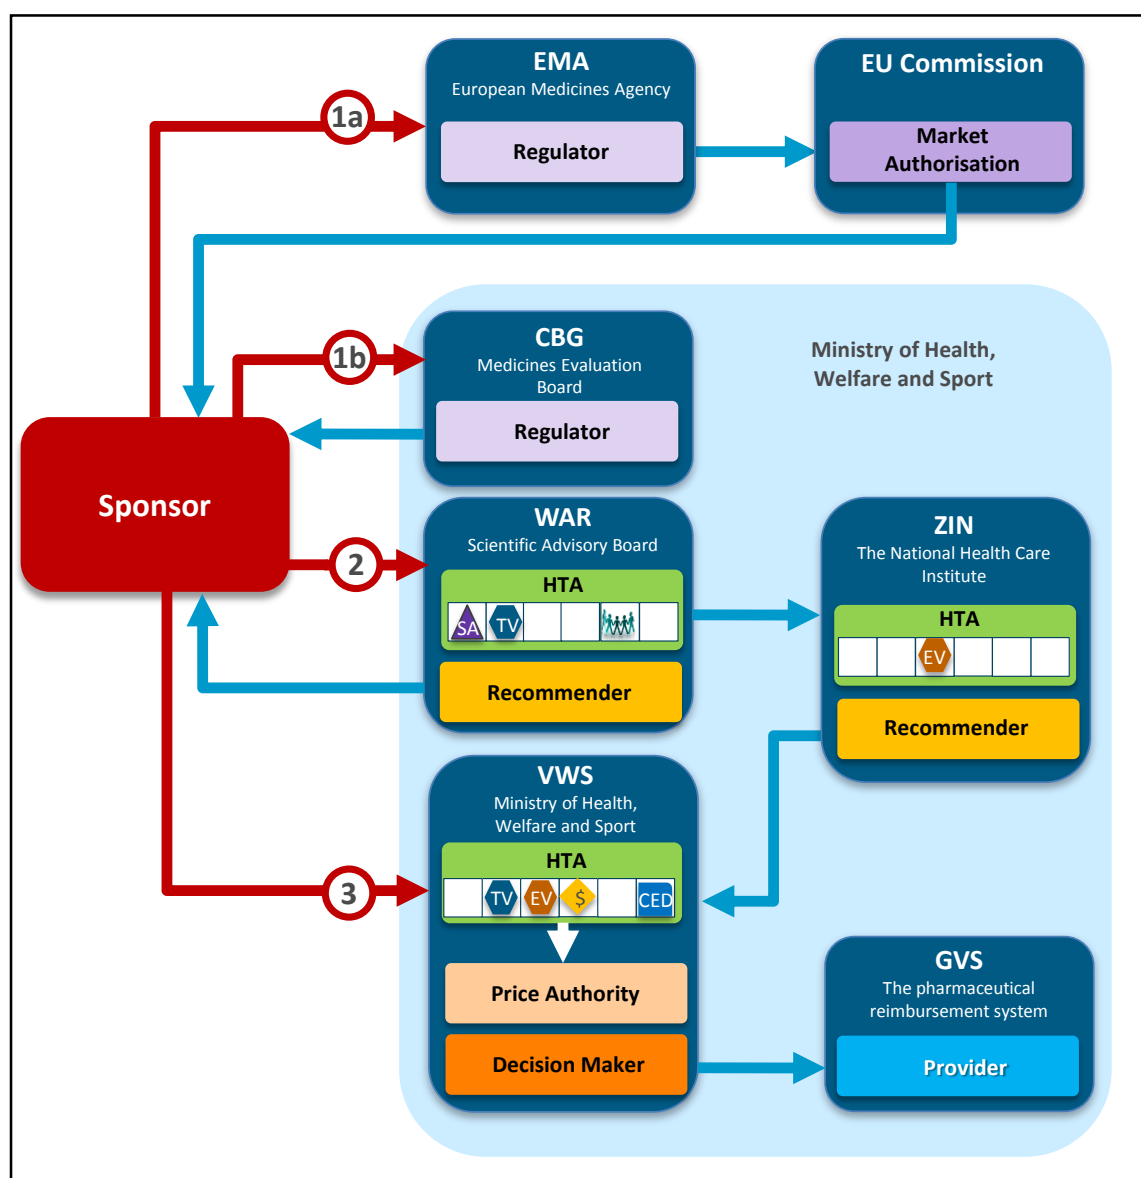 EMA
European Medicines Agency
Regulator
EU Commission
Market
Authorisation
1a
1b
CBG
Medicines Evaluation
Board
Regulator
Ministry of Health,
Welfare and Sport
Sponsor
2
WAR
Scientific Advisory Board
HTA
SA
TV
Recommender
ZIN
The National Health Care
Institute
HTA
EV
Recommender
3
VWS
Ministry of Health,
Welfare and Sport
HTA
TV
EV
$
CED
Price Authority
Decision Maker
GVS
The pharmaceutical
reimbursement system
Provider